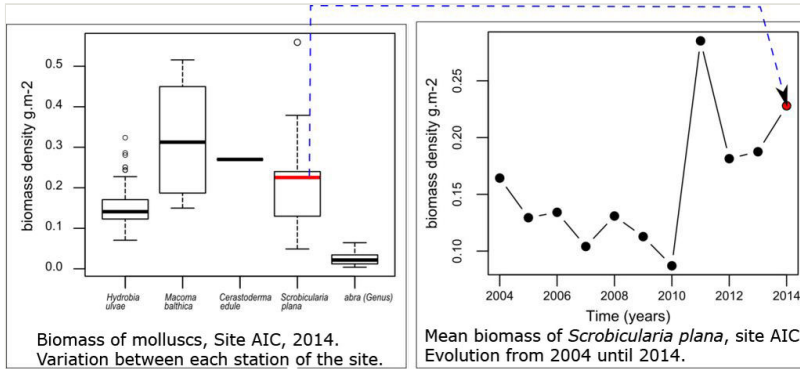 biomass density g.m-2
0.5
0.4
0.3
0.2
0.1
0.0
Hydrobia
ulvae
Macoma
balthica
Cerastoderma
edule
Scrobicularia
plana
abra (Genus)
Biomass of molluscs, Site AIC, 2014.
Variation between each station of the site.
biomass density g.m-2
0.25
0.20
0.15
0.10
2004
2006
2008
2010
2012
2014
Time (years)
Mean biomass of Scrobicularia plana, site AIC
Evolution from 2004 until 2014.